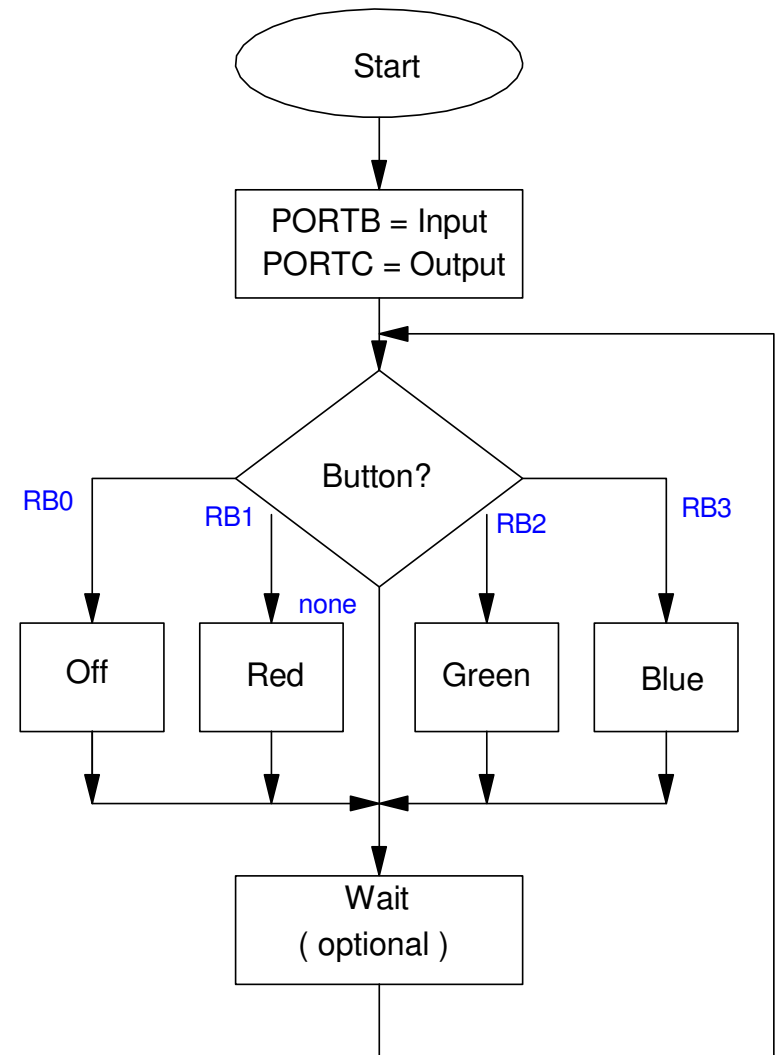 Start
PORTB = Input
PORTC = Output
Button?
RB0
RB1
RB2
RB3
none
Off
Red
Green
Blue
Wait
( optional )